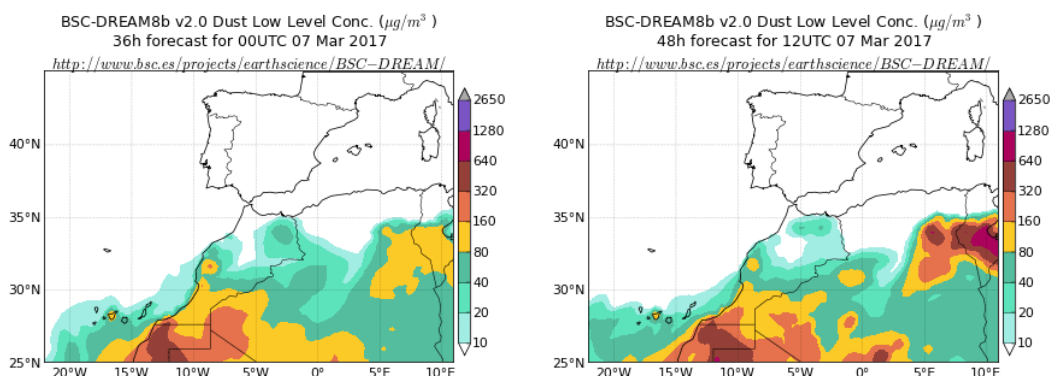 BSC-DREAM8b v2.0 Dust Low Level Conc. (µg/m³ )
36h forecast for 00UTC 07 Mar 2017
http://www.bsc.es/projects/earthscience/BSC−DREAM/
2650
1280
640
320
160
80
40
20
10
40°N
35°N
30°N
25°N
20°W
15°W
10°W
5°W
0°
5°E
10°E
BSC-DREAM8b v2.0 Dust Low Level Conc. (µg/m³ )
48h forecast for 12UTC 07 Mar 2017
http://www.bsc.es/projects/earthscience/BSC−DREAM/
2650
1280
640
320
160
80
40
20
10
40°N
35°N
30°N
25°N
20°W
15°W
10°W
5°W
0°
5°E
10°E